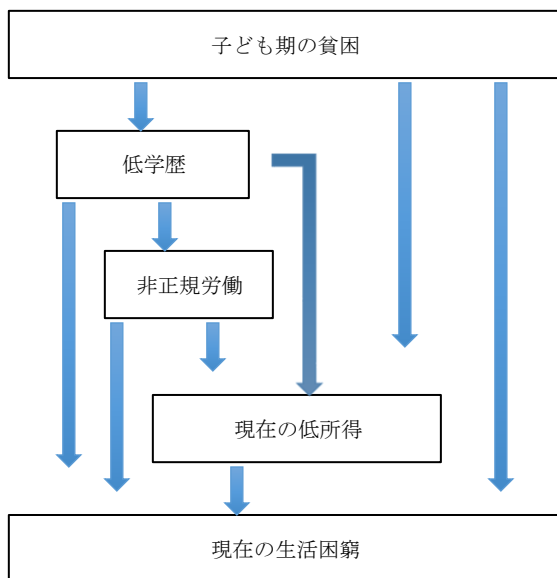 子ども期の貧困
低学歴
非正規労働
現在の低所得
現在の生活困窮